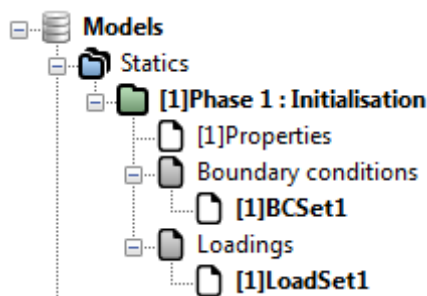 Models
Statics
[1]Phase 1 : Initialisation
[1]Properties
Boundary conditions
[1]BCSet1
Loadings
[1]LoadSet1